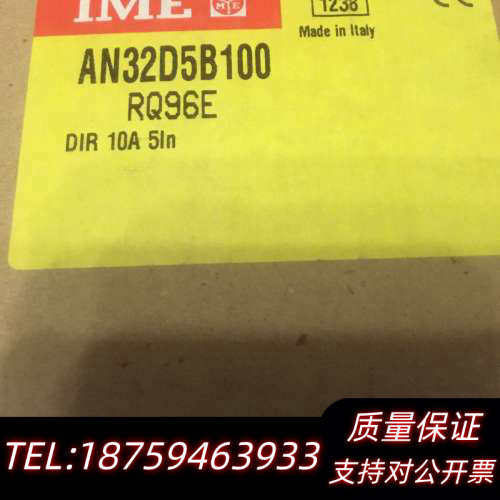 IME
1238
Made in Italy
AN32D5B100
RQ96E
DIR 10A 5In
质量保证
TEL:18759463933
支持对公开票